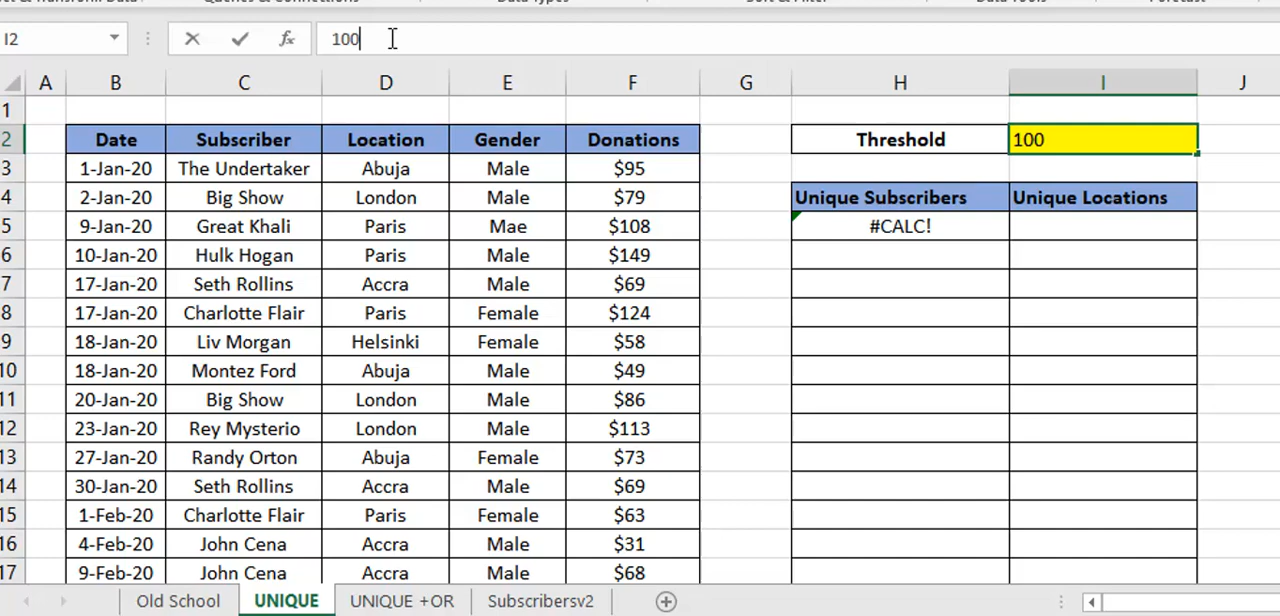 I2 fx 100
A B C D E F G H I J
1
2 Date Subscriber Location Gender Donations Threshold 100
3 1-Jan-20 The Undertaker Abuja Male $95
4 2-Jan-20 Big Show London Male $79 Unique Subscribers Unique Locations
5 9-Jan-20 Great Khali Paris Mae $108 #CALC!
6 10-Jan-20 Hulk Hogan Paris Male $149
7 17-Jan-20 Seth Rollins Accra Male $69
8 17-Jan-20 Charlotte Flair Paris Female $124
9 18-Jan-20 Liv Morgan Helsinki Female $58
10 18-Jan-20 Montez Ford Abuja Male $49
11 20-Jan-20 Big Show London Male $86
12 23-Jan-20 Rey Mysterio London Male $113
13 27-Jan-20 Randy Orton Abuja Female $73
14 30-Jan-20 Seth Rollins Accra Male $69
15 1-Feb-20 Charlotte Flair Paris Female $63
16 4-Feb-20 John Cena Accra Male $31
17 9-Feb-20 John Cena Accra Male $68
Old School UNIQUE UNIQUE +OR Subscribersv2